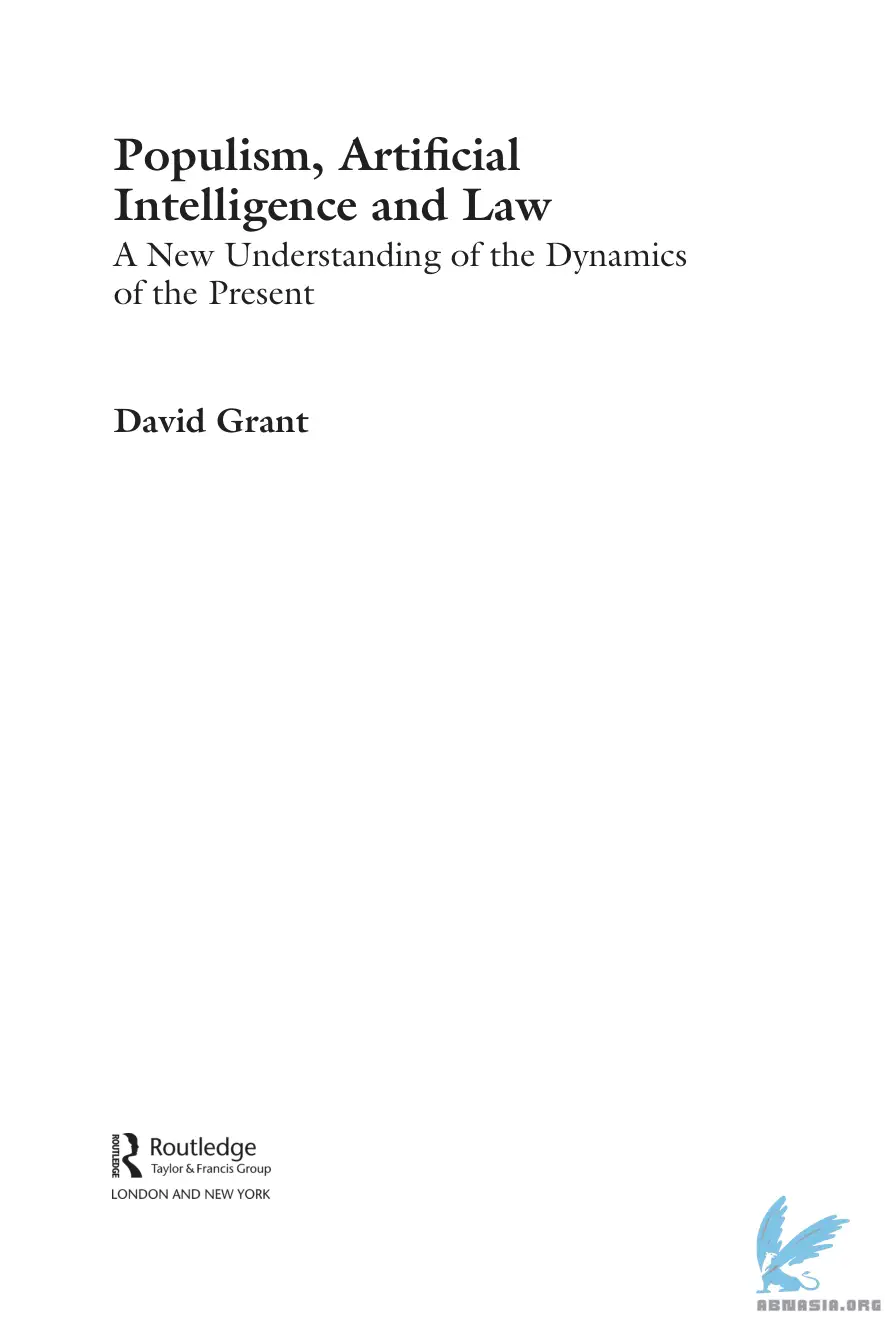 Populism, Artificial
Intelligence and Law
A New Understanding of the Dynamics
of the Present
David Grant
ROUTLEDGE
Routledge
Taylor & Francis Group
LONDON AND NEW YORK
ABNASIA.ORG